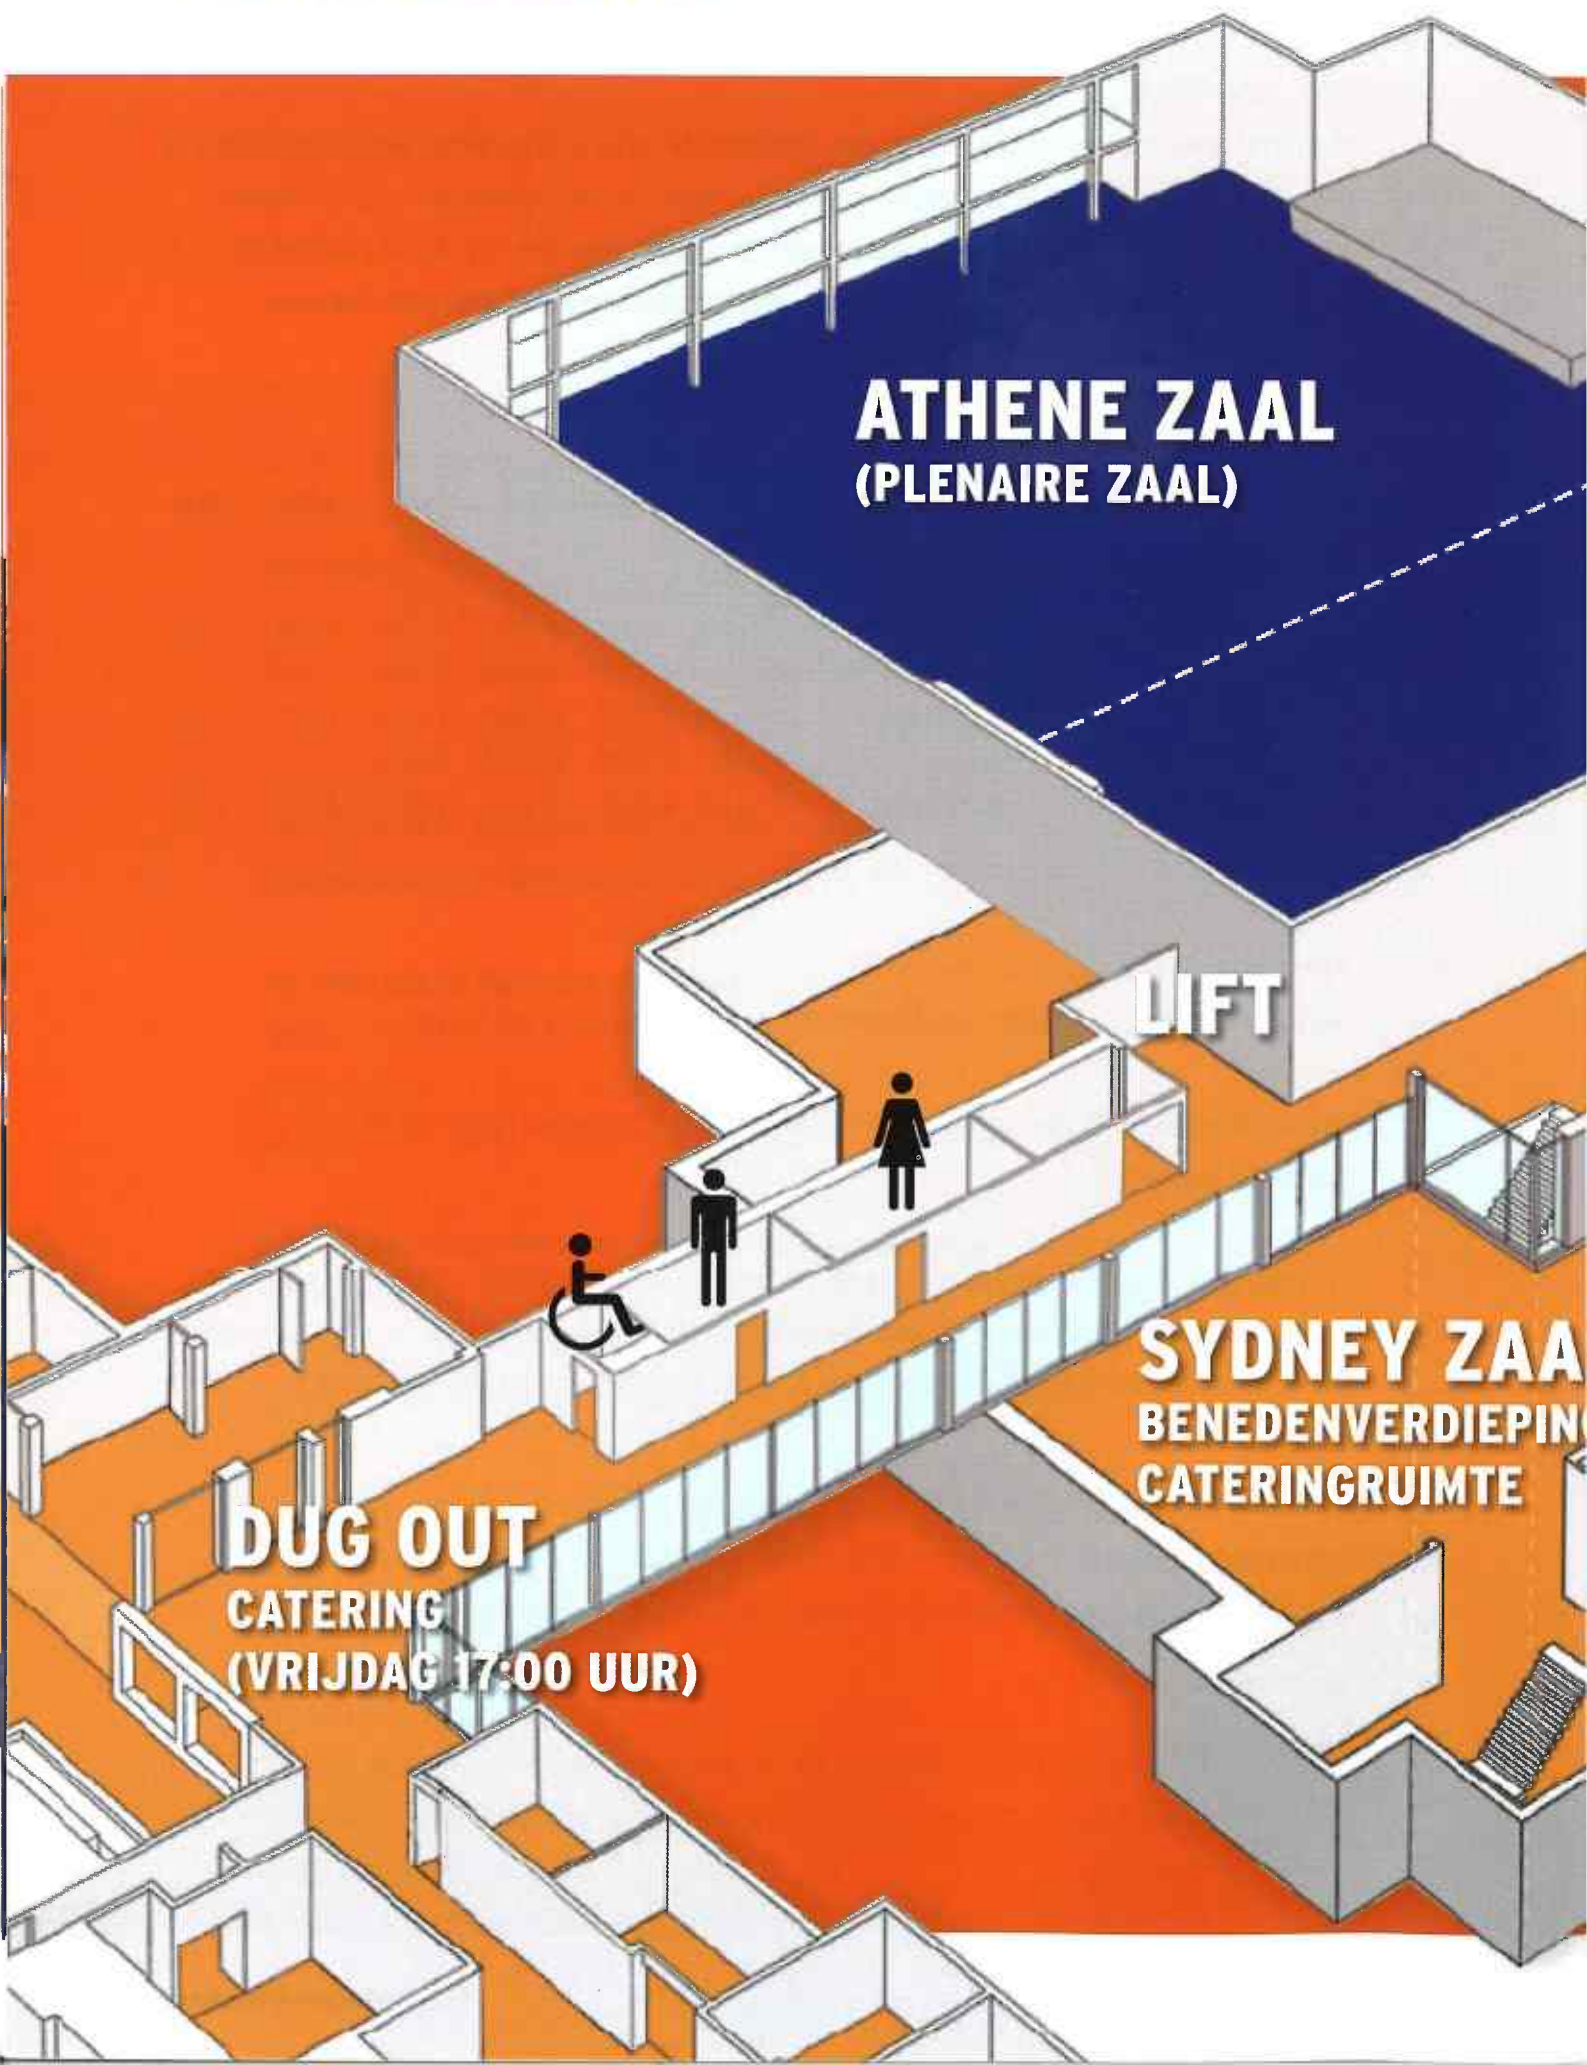 ATHENE ZAAL
(PLENAIRE ZAAL)
LIFT
SYDNEY ZAA
BENEDENVERDIEPIN
CATERINGRUIMTE
DUG OUT
CATERING
(VRIJDAG 17:00 UUR)